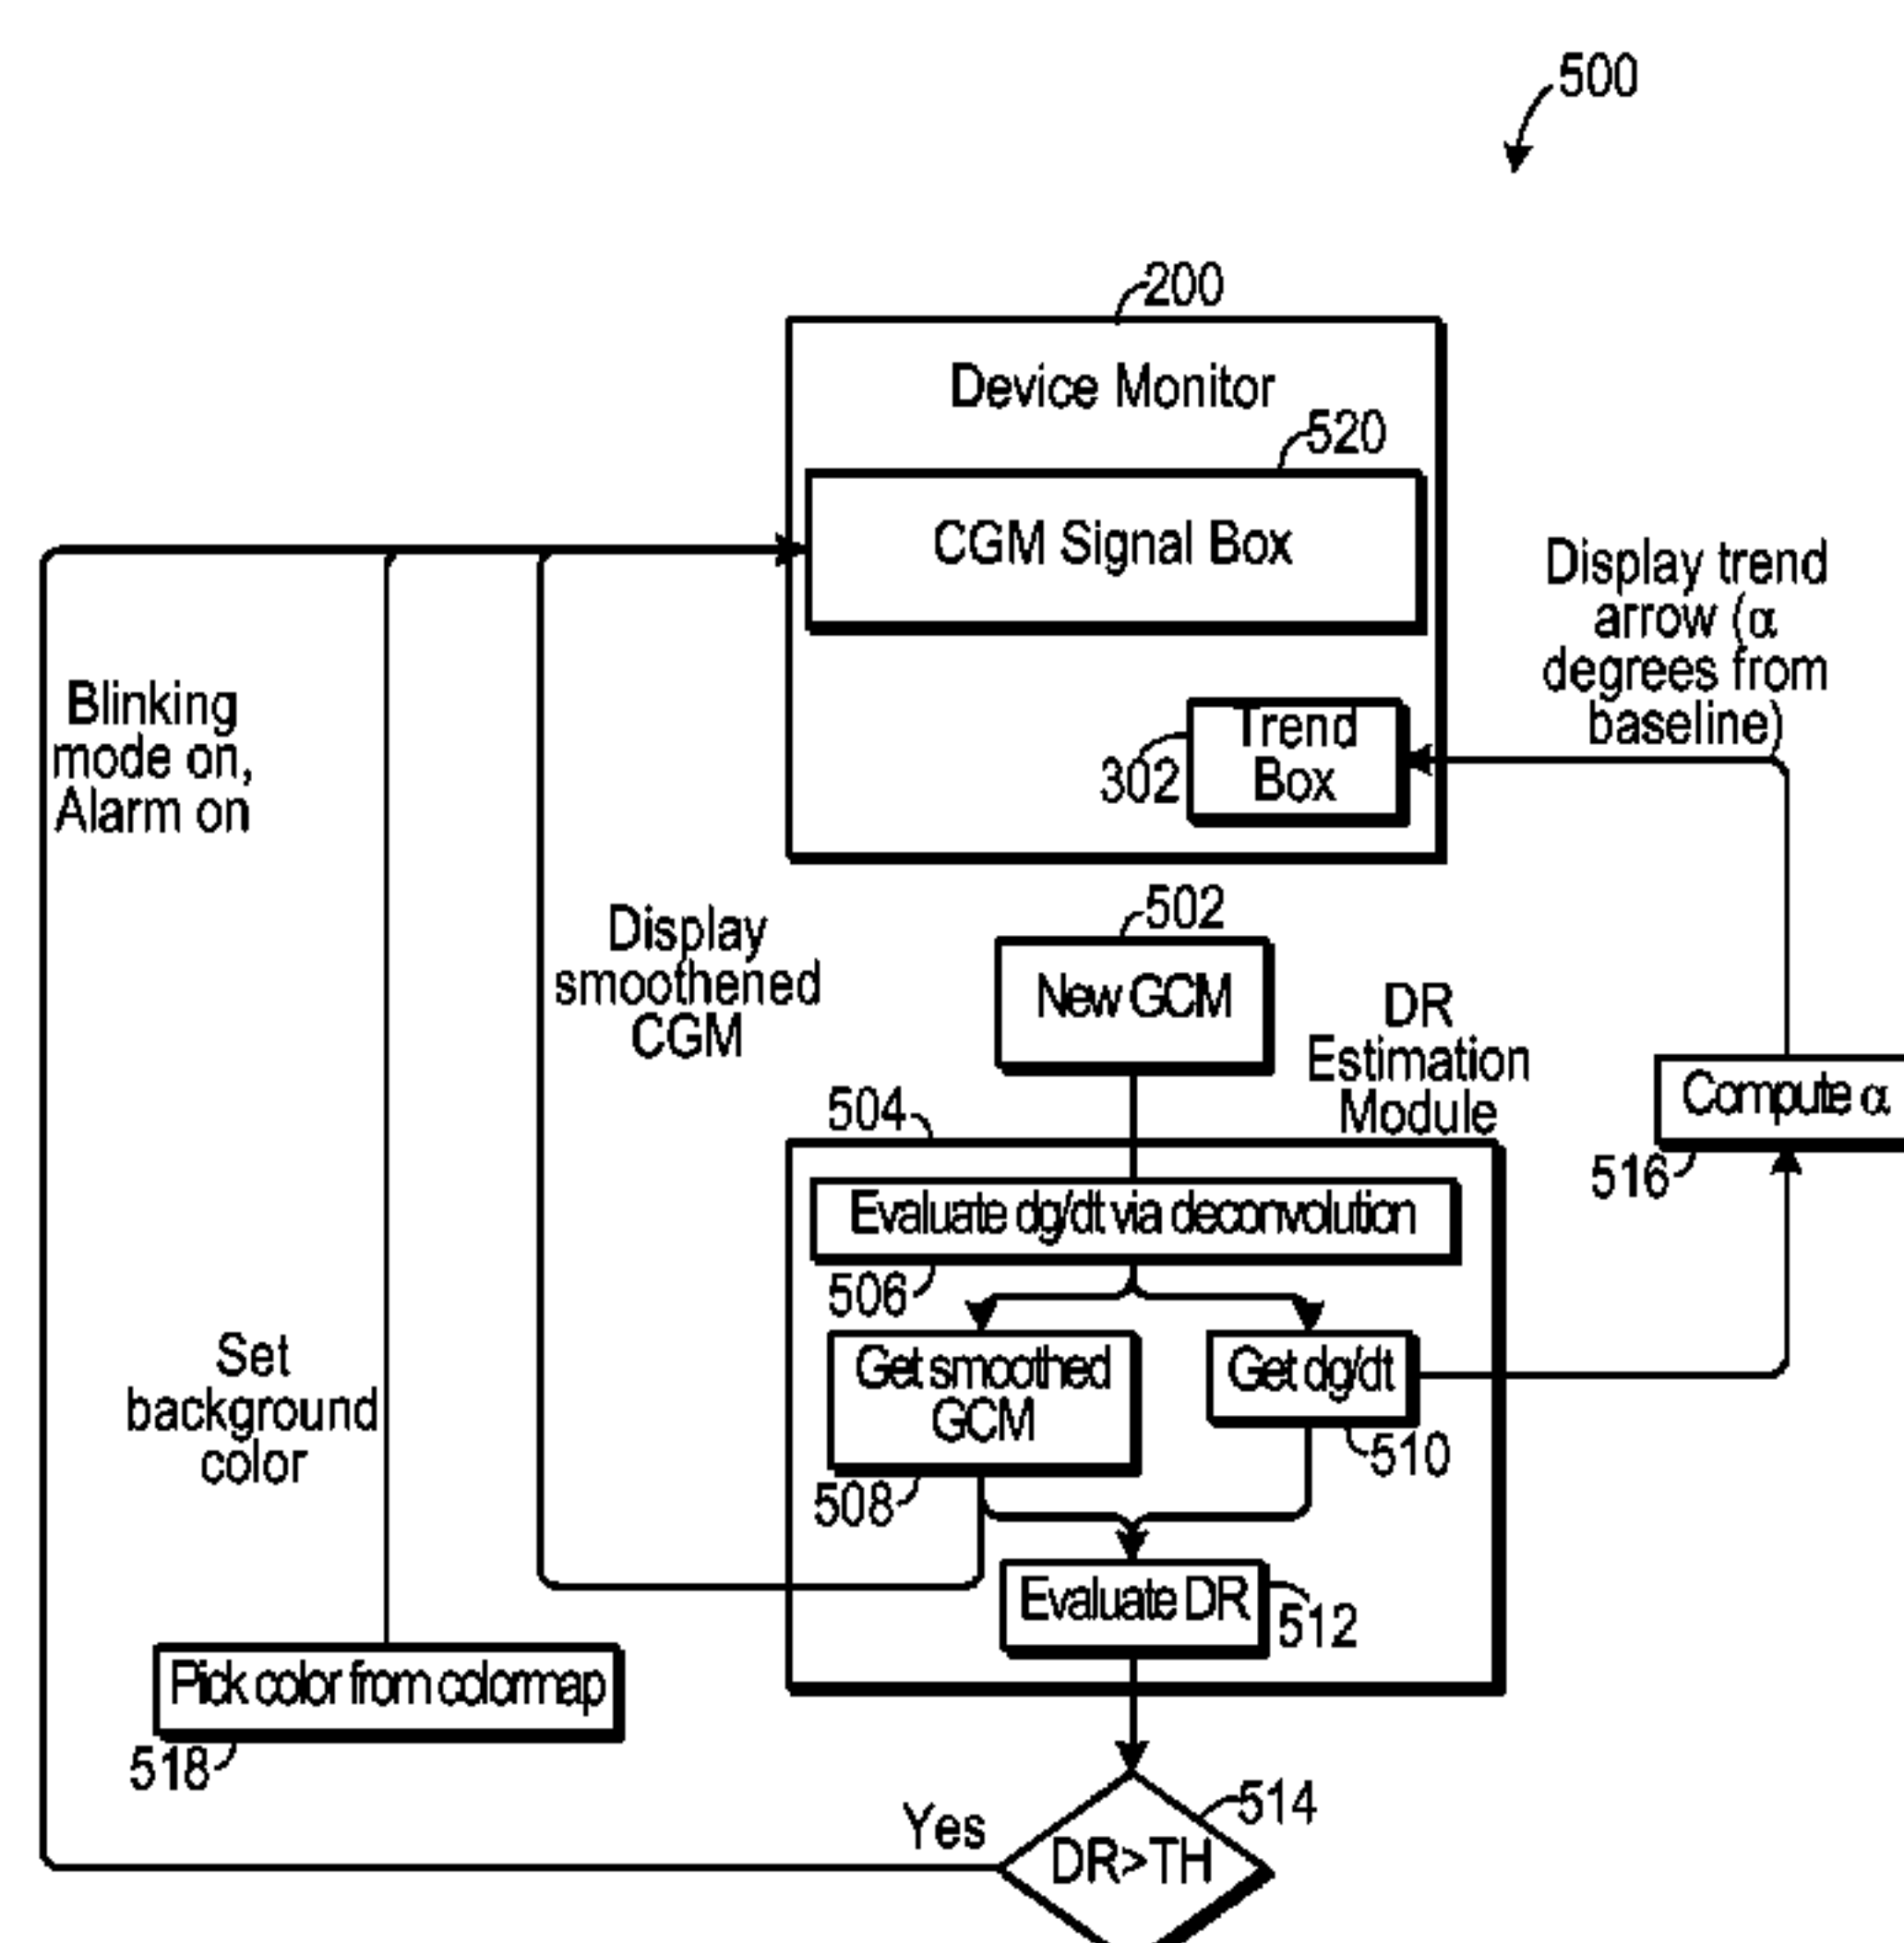 500
200
Device Monitor
520
CGM Signal Box
Display trend
arrow (α
degrees from
baseline)
Trend
Box
302
Blinking
mode on,
Alarm on
502
New GCM
Display
smoothened
CGM
DR
Estimation
Module
504
Compute α
516
Evaluate dg/dt via deconvolution
506
Get smoothed
GCM
508
Get dg/dt
510
Set
background
color
Evaluate DR
512
Pick color from colormap
518
514
Yes
DR>TH